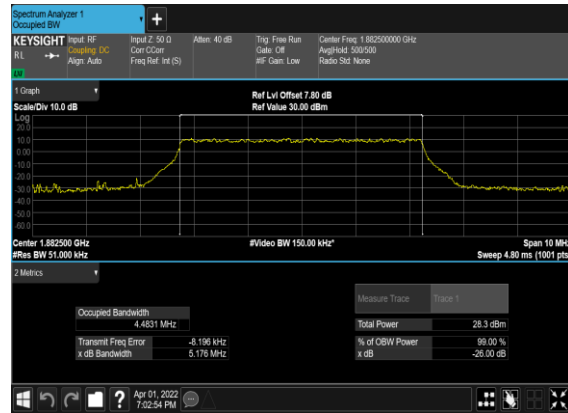 Spectrum Analyzer 1
Occupied BW
+
KEYSIGHT Input: RF Input Z: 50 Ω Atten: 40 dB Trig: Free Run Center Freq: 1.882500000 GHz
RL Coupling: DC Corr CCorr Gate: Off Avg|Hold: 500/500
Align: Auto Freq Ref: Int (S) #IF Gain: Low Radio Std: None
LW
1 Graph
Ref Lvl Offset 7.80 dB
Scale/Div 10.0 dB Ref Value 30.00 dBm
Log
20.0
10.0
0.00
-10.0
-20.0
-30.0
-40.0
-50.0
-60.0
Center 1.882500 GHz #Video BW 150.00 kHz* Span 10 MHz
#Res BW 51.000 kHz Sweep 4.80 ms (1001 pts
2 Metrics
Measure Trace Trace 1
Occupied Bandwidth
4.4831 MHz Total Power 28.3 dBm
Transmit Freq Error -8.196 kHz % of OBW Power 99.00 %
x dB Bandwidth 5.176 MHz x dB -26.00 dB
? Apr 01, 2022
7:02:54 PM